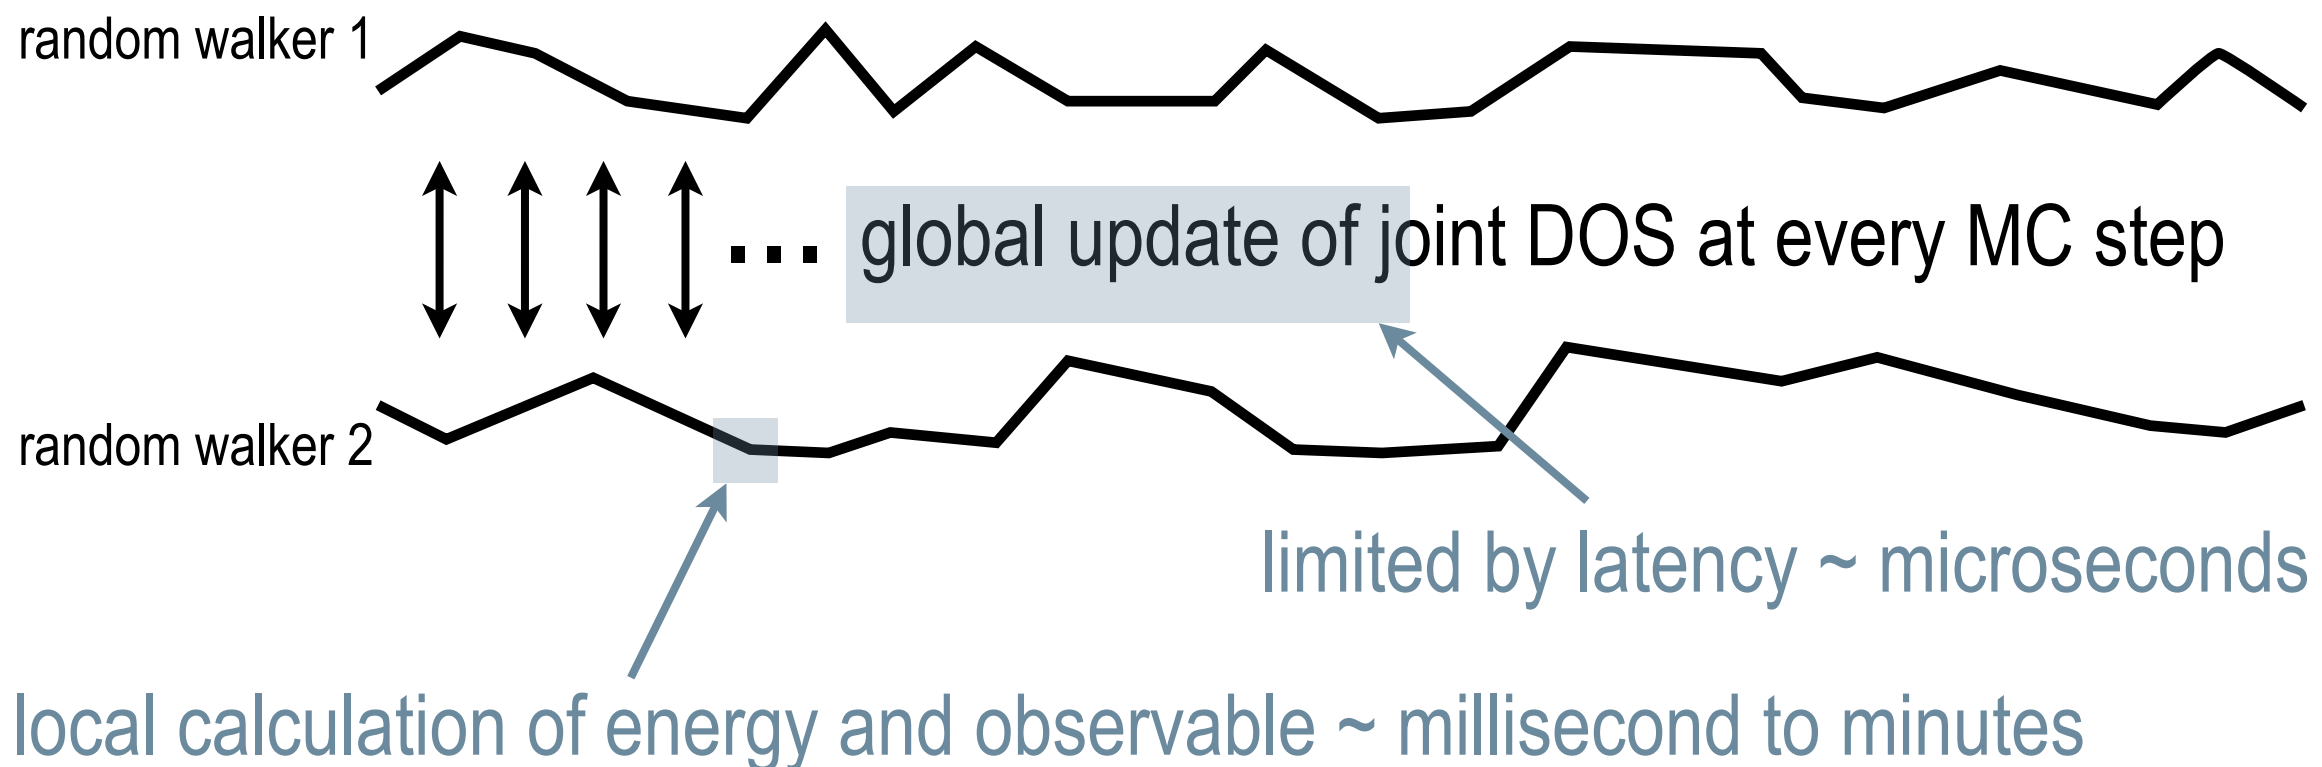 random walker 1
... global update of joint DOS at every MC step
random walker 2
limited by latency ~ microseconds
local calculation of energy and observable ~ millisecond to minutes